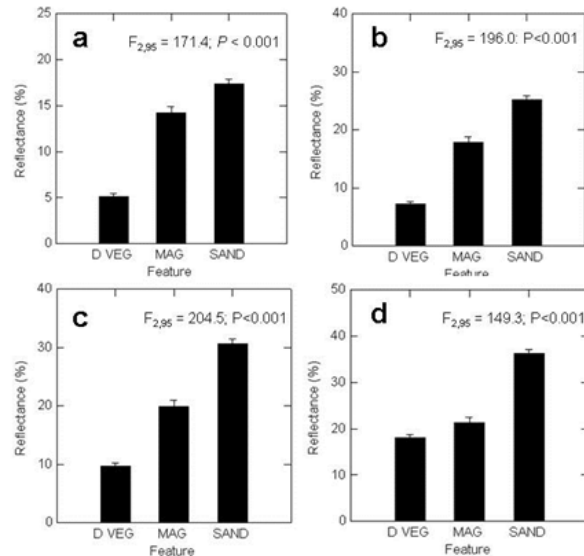 a
F2,95 = 171.4; P < 0.001
25
20
15
10
5
0
Reflectance (%)
D VEG MAG SAND
Feature
b
F2,95 = 196.0: P<0.001
40
30
20
10
0
Reflectance (%)
D VEG MAG SAND
Feature
c
F2,95 = 204.5; P<0.001
40
30
20
10
0
Reflectance (%)
D VEG MAG SAND
Feature
d
F2,95 = 149.3; P<0.001
50
40
30
20
10
0
Reflectance (%)
D VEG MAG SAND
Feature